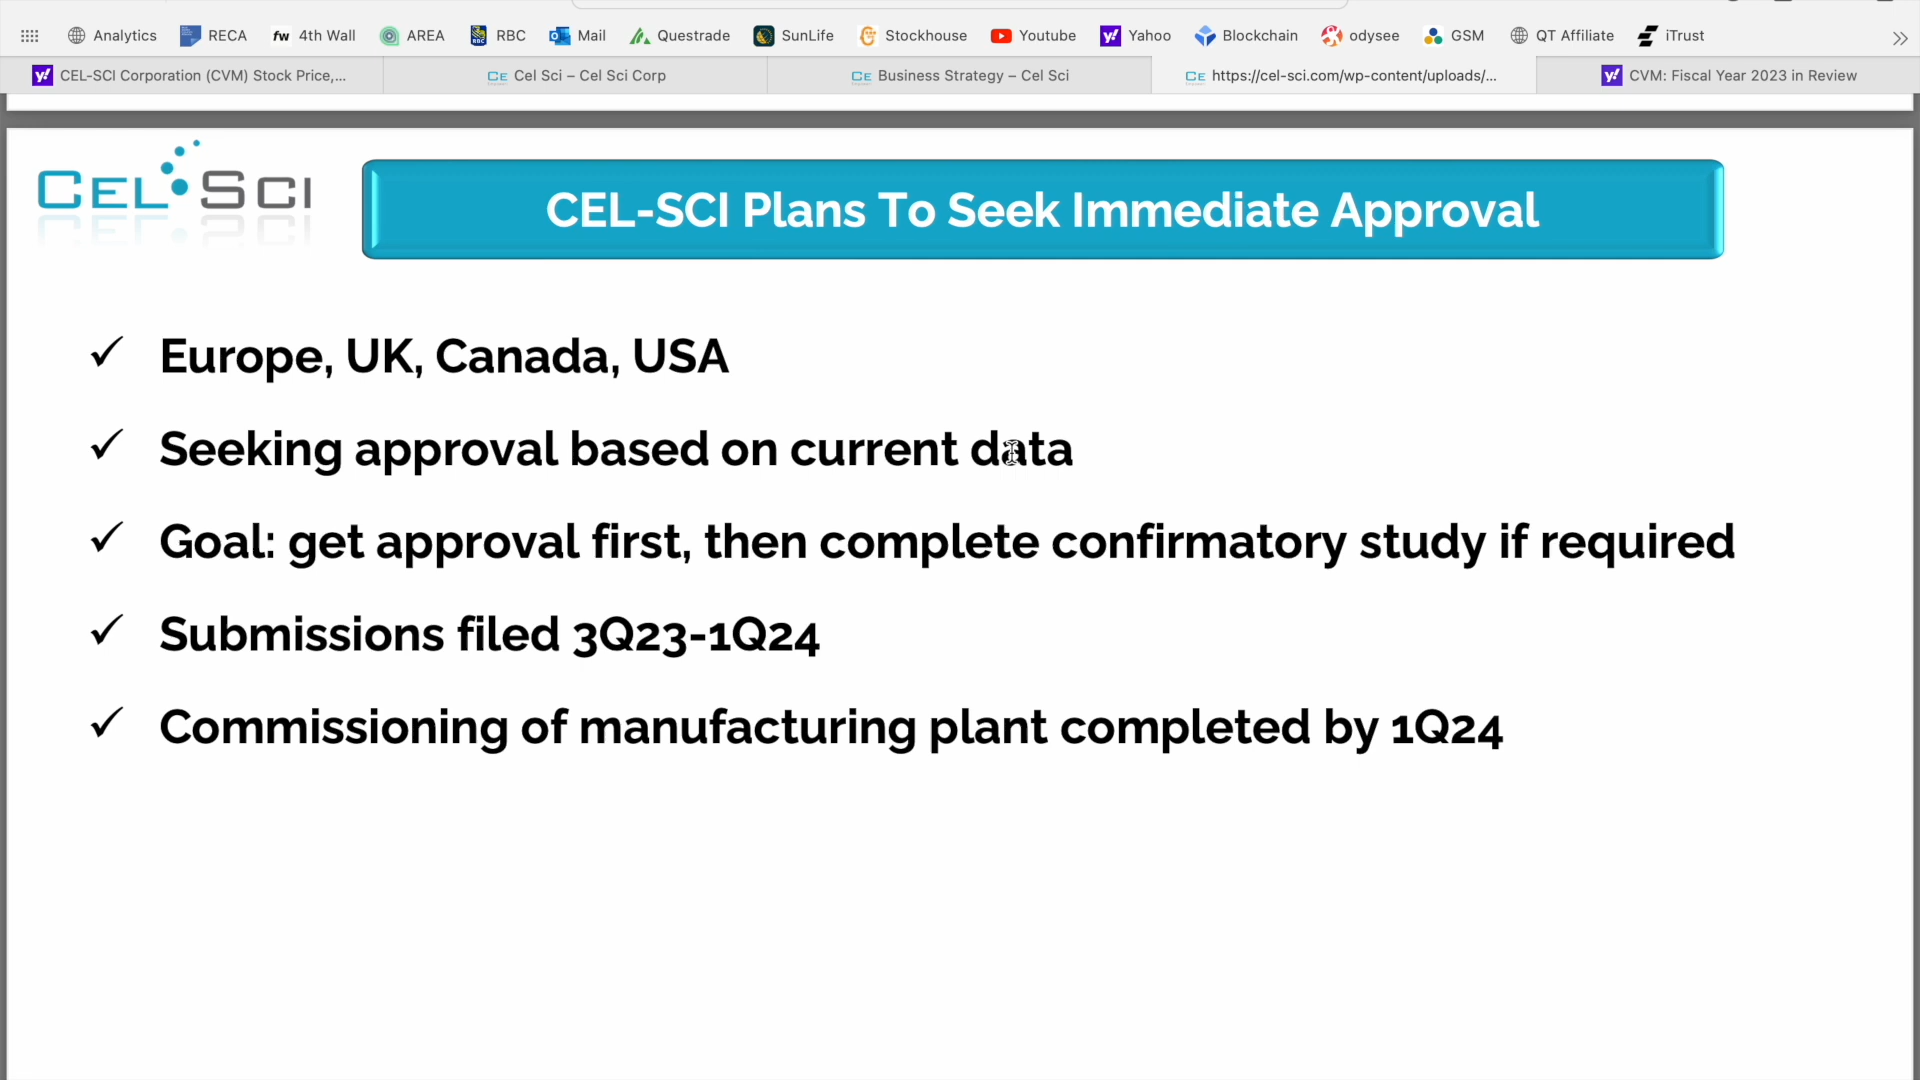 Analytics RECA fw 4th Wall AREA RBC Mail Questrade SunLife Stockhouse Youtube y! Yahoo Blockchain odysee GSM QT Affiliate iTrust
y! CEL-SCI Corporation (CVM) Stock Price,... CE Cel Sci – Cel Sci Corp CE Business Strategy – Cel Sci CE https://cel-sci.com/wp-content/uploads/... y! CVM: Fiscal Year 2023 in Review
CEL SCI
CEL-SCI Plans To Seek Immediate Approval
✓ Europe, UK, Canada, USA
✓ Seeking approval based on current data
✓ Goal: get approval first, then complete confirmatory study if required
✓ Submissions filed 3Q23-1Q24
✓ Commissioning of manufacturing plant completed by 1Q24